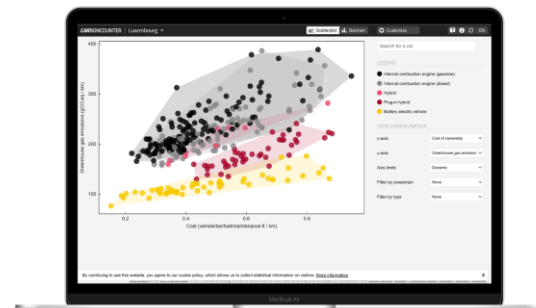 CARBONCOUNTER | Luxembourg
Scatterplot
Barchart
Customize
EN
400
300
200
100
0.2
0.4
0.6
0.8
Greenhouse gas emissions (gCO₂eq / km)
Cost (vehicle/tax/fuel/maintenance € / km)
Search for a car
LEGEND
Internal combustion engine (gasoline)
Internal combustion engine (diesel)
Hybrid
Plug-in hybrid
Battery electric vehicle
VIEW CONFIGURATION
x-axis Cost of ownership
y-axis Greenhouse gas emission
Axis limits Dynamic
Filter by powertrain None
Filter by type None
By continuing to use this website, you agree to our cookie policy, which allows us to collect statistical information on visitors. More information X
MacBook Air